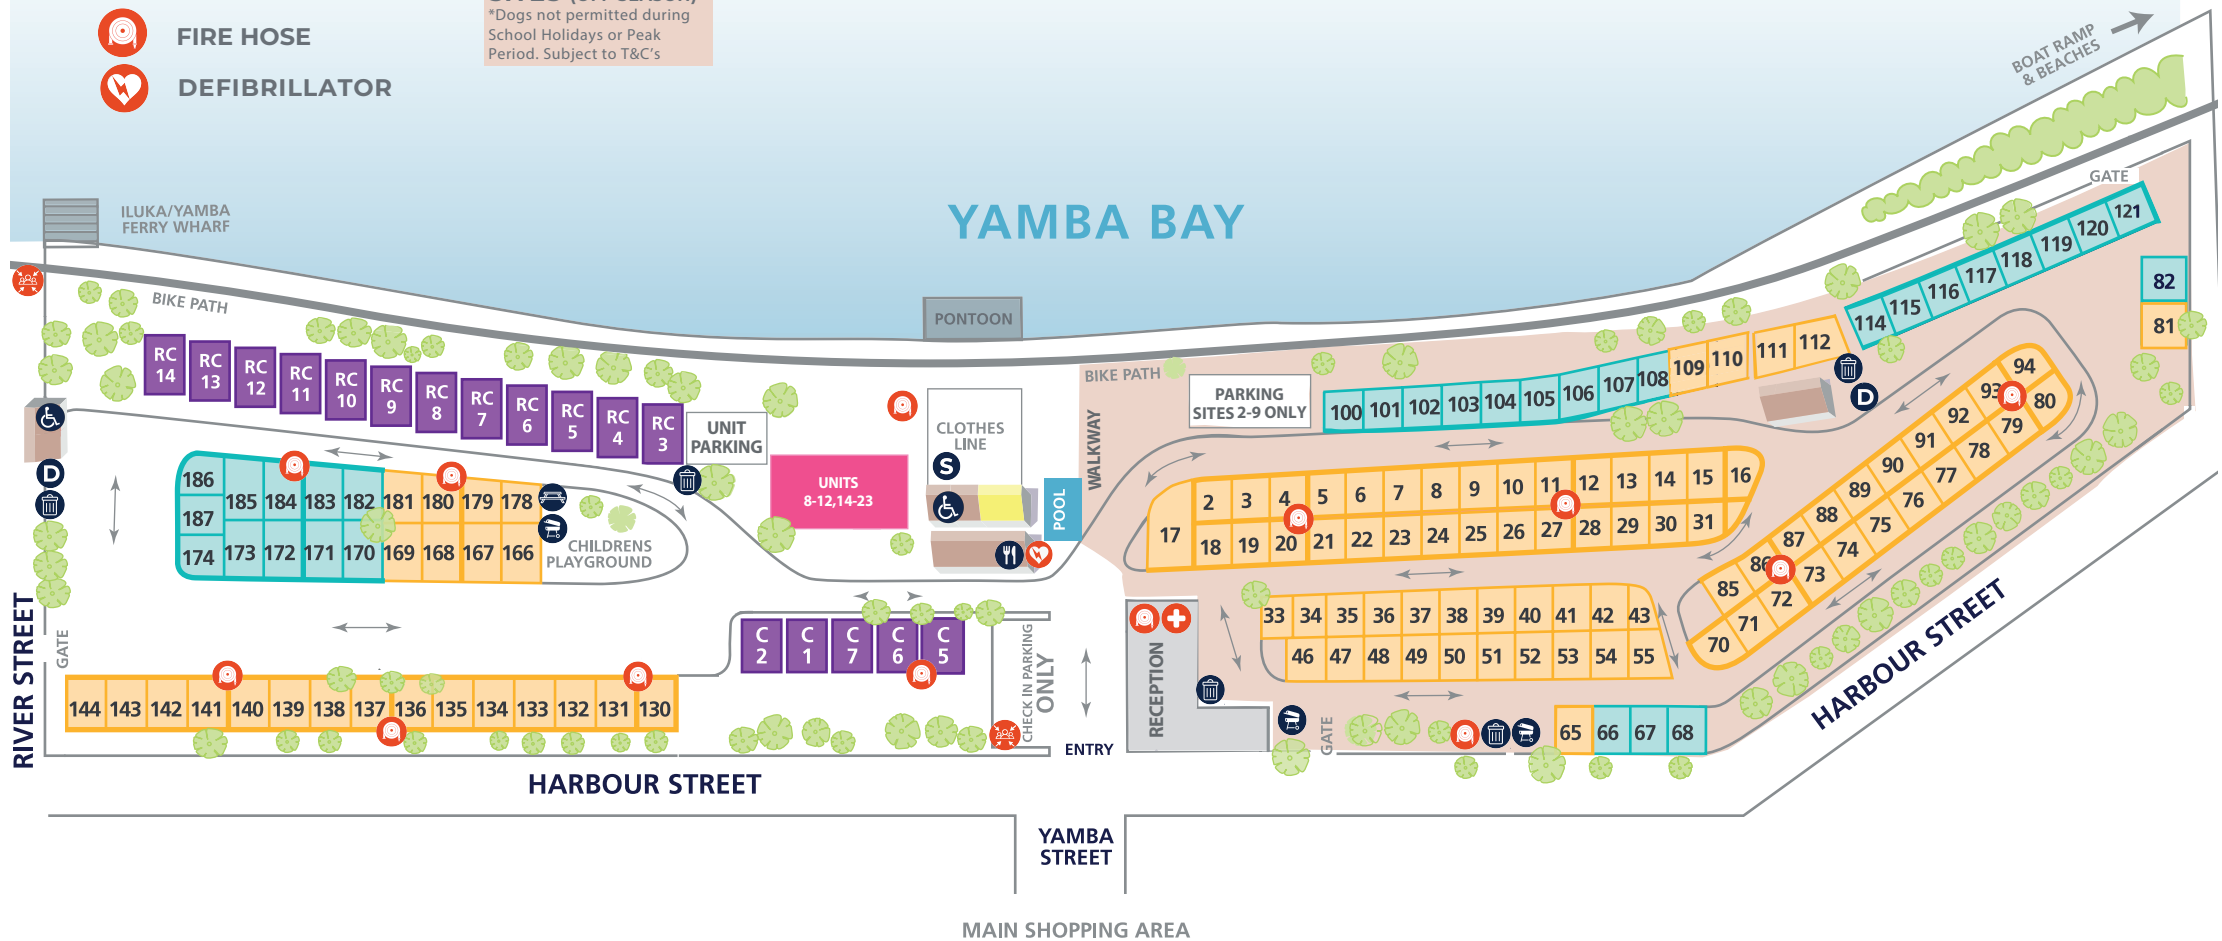 *Dogs not permitted during
School Holidays or Peak
Period. Subject to T&C's
FIRE HOSE
DEFIBRILLATOR
BOAT RAMP
& BEACHES
ILUKA/YAMBA
FERRY WHARF
YAMBA BAY
GATE
BIKE PATH
PONTOON
121
120
119
118
117
116
115
114
82
81
RC
14
RC
13
RC
12
RC
11
RC
10
RC
9
RC
8
RC
7
RC
6
RC
5
RC
4
RC
3
UNIT
PARKING
CLOTHES
LINE
S
BIKE PATH
WALKWAY
POOL
PARKING
SITES 2-9 ONLY
100 101 102 103 104 105 106 107 108 109 110 111 112
D
UNITS
8-12,14-23
D
186
187
174
185 184 183 182 181 180 179 178
173 172 171 170 169 168 167 166
CHILDRENS
PLAYGROUND
17
2 3 4 5 6 7 8 9 10 11 12 13 14 15 16
18 19 20 21 22 23 24 25 26 27 28 29 30 31
94
93
92
91
90
89
88
87
86
85
80
79
78
77
76
75
74
73
72
71
70
33 34 35 36 37 38 39 40 41 42 43
46 47 48 49 50 51 52 53 54 55
65 66 67 68
C
2
C
1
C
7
C
6
C
5
CHECK IN PARKING
ONLY
RECEPTION
GATE
RIVER STREET
GATE
144 143 142 141 140 139 138 137 136 135 134 133 132 131 130
ENTRY
HARBOUR STREET
HARBOUR STREET
YAMBA
STREET
MAIN SHOPPING AREA